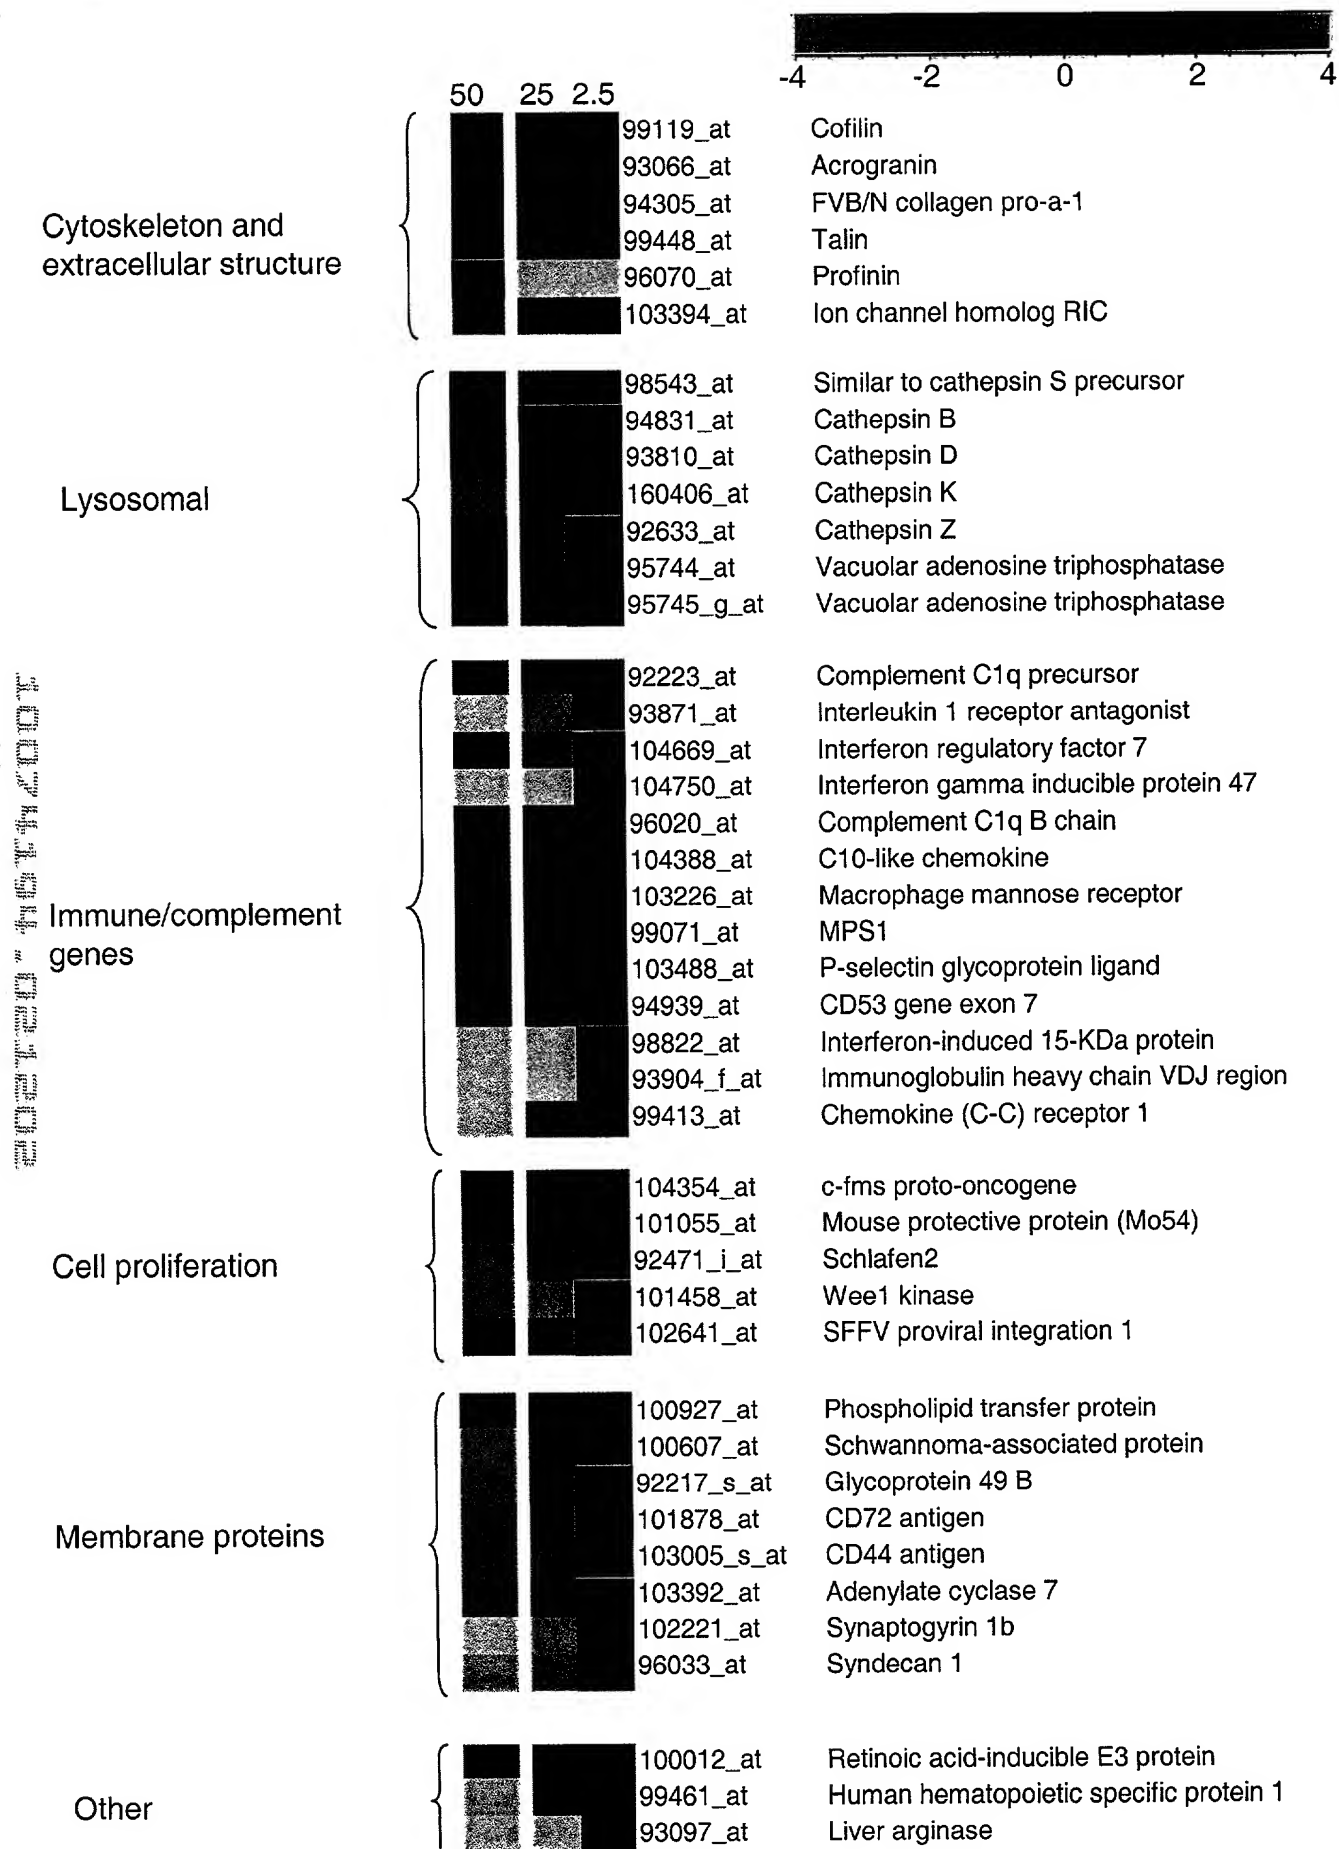 -4 -2 0 2 4
50 25 2.5
99119_at Cofilin
93066_at Acrogranin
94305_at FVB/N collagen pro-a-1
Cytoskeleton and
extracellular structure
99448_at Talin
96070_at Profinin
103394_at Ion channel homolog RIC
98543_at Similar to cathepsin S precursor
94831_at Cathepsin B
93810_at Cathepsin D
Lysosomal
160406_at Cathepsin K
92633_at Cathepsin Z
95744_at Vacuolar adenosine triphosphatase
95745_g_at Vacuolar adenosine triphosphatase
92223_at Complement C1q precursor
93871_at Interleukin 1 receptor antagonist
104669_at Interferon regulatory factor 7
104750_at Interferon gamma inducible protein 47
96020_at Complement C1q B chain
104388_at C10-like chemokine
103226_at Macrophage mannose receptor
Immune/complement
genes
99071_at MPS1
103488_at P-selectin glycoprotein ligand
94939_at CD53 gene exon 7
98822_at Interferon-induced 15-KDa protein
93904_f_at Immunoglobulin heavy chain VDJ region
99413_at Chemokine (C-C) receptor 1
104354_at c-fms proto-oncogene
101055_at Mouse protective protein (Mo54)
Cell proliferation
92471_i_at Schlafen2
101458_at Wee1 kinase
102641_at SFFV proviral integration 1
100927_at Phospholipid transfer protein
100607_at Schwannoma-associated protein
92217_s_at Glycoprotein 49 B
101878_at CD72 antigen
Membrane proteins
103005_s_at CD44 antigen
103392_at Adenylate cyclase 7
102221_at Synaptogyrin 1b
96033_at Syndecan 1
100012_at Retinoic acid-inducible E3 protein
99461_at Human hematopoietic specific protein 1
Other
93097_at Liver arginase
10074194.021202